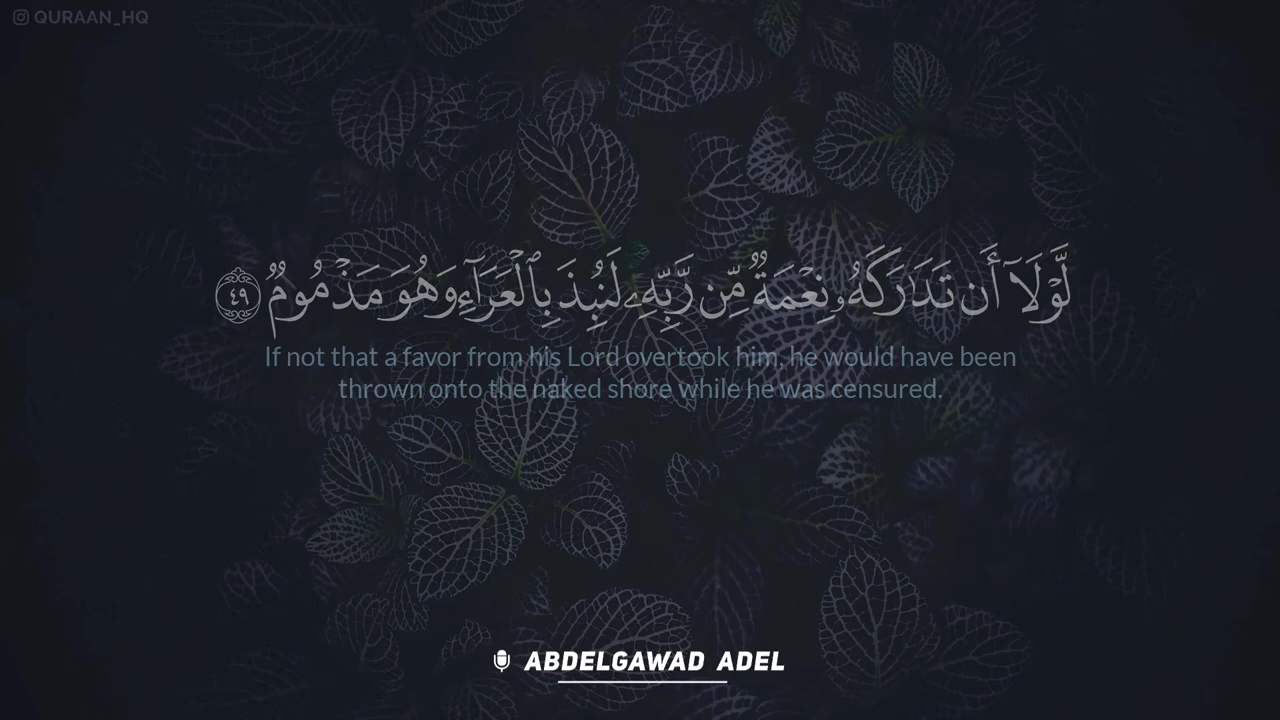 QURAAN_HQ
لَّوْلَآ أَن تَدَٰرَكَهُۥ نِعْمَةٌ مِّن رَّبِّهِۦ لَنُبِذَ بِٱلْعَرَآءِ وَهُوَ مَذْمُومٌ ٤٩
If not that a favor from his Lord overtook him, he would have been
thrown onto the naked shore while he was censured.
ABDELGAWAD ADEL